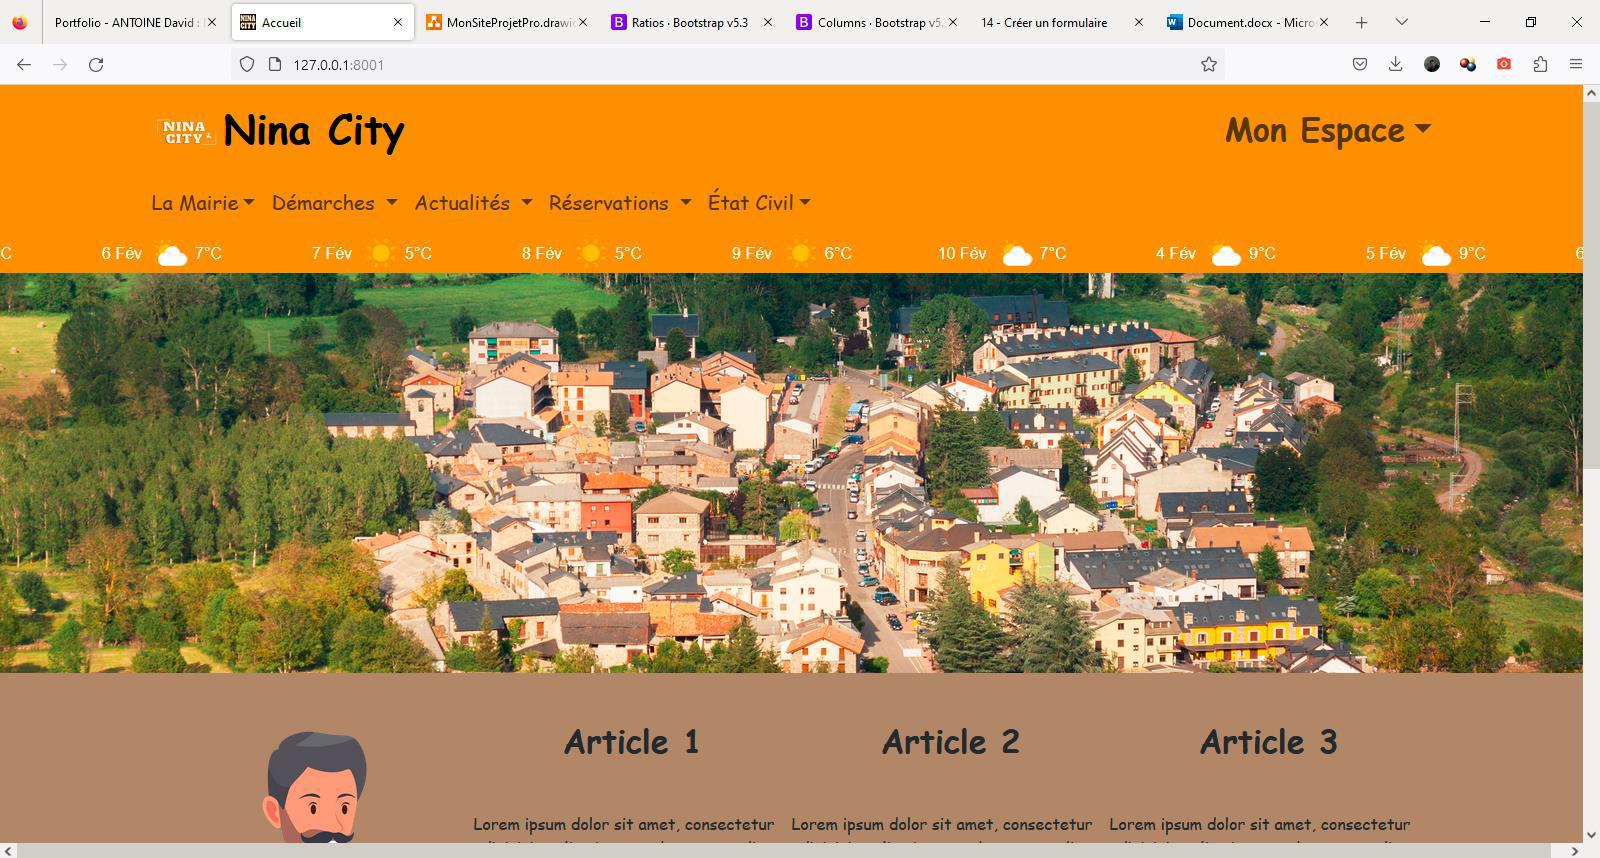 Portfolio - ANTOINE David :
Accueil
MonSiteProjetPro.drawio
Ratios · Bootstrap v5.3
Columns · Bootstrap v5.
14 - Créer un formulaire
Document.docx - Micro
127.0.0.1:8001
NINA
CITY
Nina City
Mon Espace
La Mairie Démarches Actualités Réservations État Civil
C 6 Fév 7°C 7 Fév 5°C 8 Fév 5°C 9 Fév 6°C 10 Fév 7°C 4 Fév 9°C 5 Fév 9°C 6
Article 1 Article 2 Article 3
Lorem ipsum dolor sit amet, consectetur Lorem ipsum dolor sit amet, consectetur Lorem ipsum dolor sit amet, consectetur